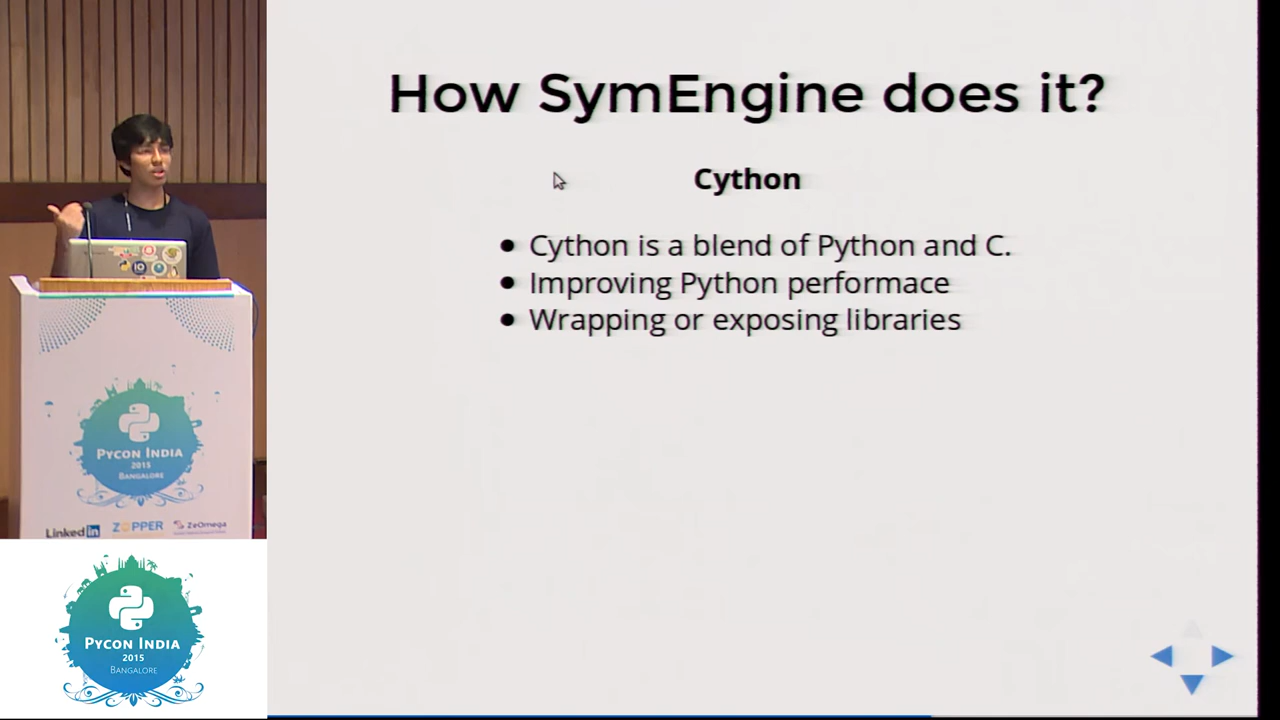 How SymEngine does it?
Cython
• Cython is a blend of Python and C.
• Improving Python performace
• Wrapping or exposing libraries
PYCON INDIA
2015
BANGALORE
LinkedIn
ZOPPER
ZeOmega
PYCON INDIA
2015
BANGALORE